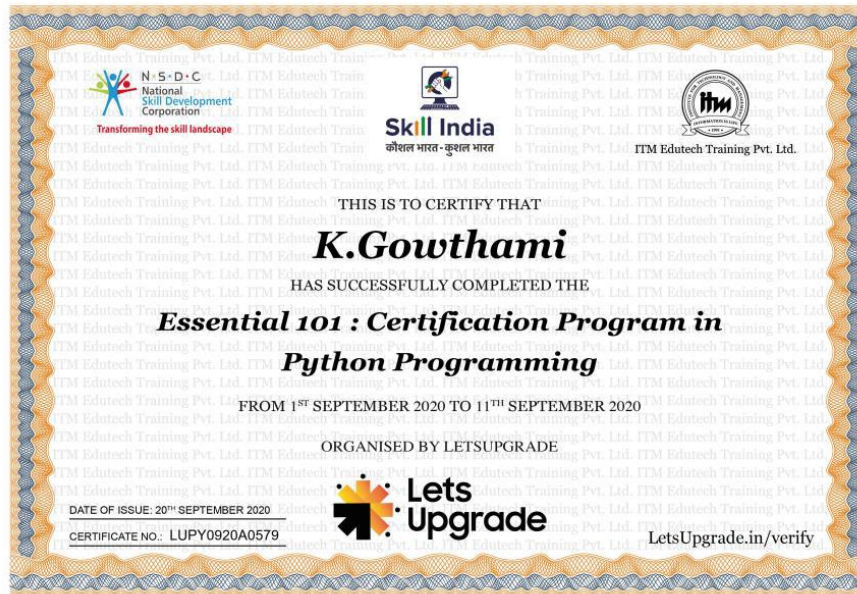 N·S·D·C
National
Skill Development
Corporation
Transforming the skill landscape
Skill India
कौशल भारत - कुशल भारत
itm
ITM Edutech Training Pvt. Ltd.
THIS IS TO CERTIFY THAT
K.Gowthami
HAS SUCCESSFULLY COMPLETED THE
Essential 101 : Certification Program in
Python Programming
FROM 1ST SEPTEMBER 2020 TO 11TH SEPTEMBER 2020
ORGANISED BY LETSUPGRADE
Lets
Upgrade
DATE OF ISSUE: 20TH SEPTEMBER 2020
CERTIFICATE NO.: LUPY0920A0579
LetsUpgrade.in/verify